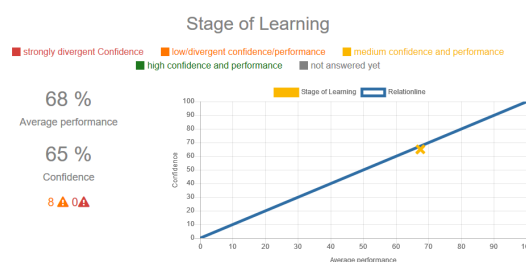 Stage of Learning
strongly divergent Confidence
low/divergent confidence/performance
medium confidence and performance
high confidence and performance
not answered yet
68 %
Average performance
65 %
Confidence
8 0
Stage of Learning
Relationline
Confidence
100
90
80
70
60
50
40
30
20
10
0
0 10 20 30 40 50 60 70 80 90 100
Average performance